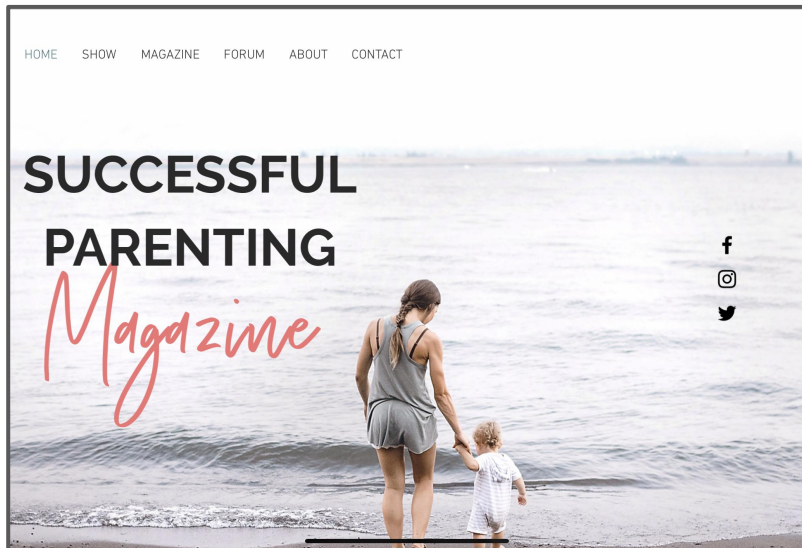 HOME SHOW MAGAZINE FORUM ABOUT CONTACT
SUCCESSFUL
PARENTING
Magazine